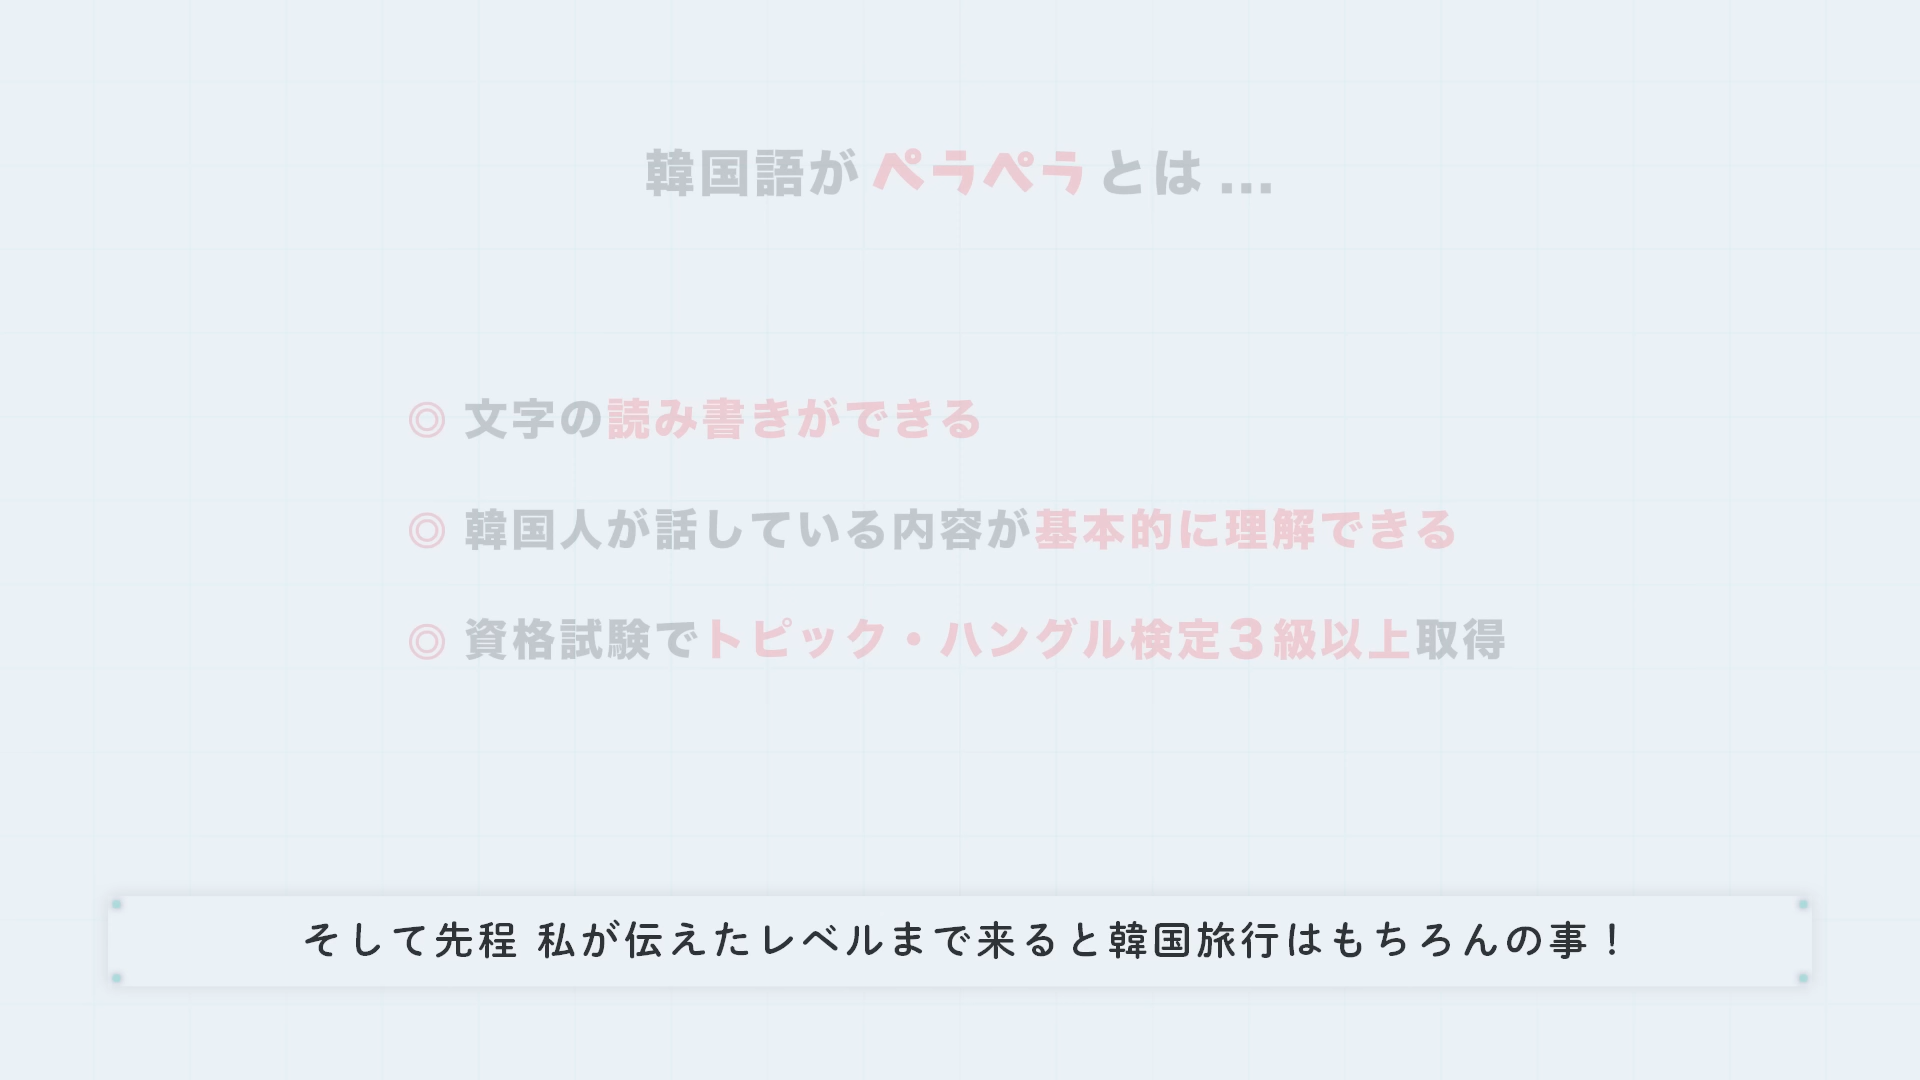 韓国語がペラペラとは...
◎ 文字の読み書きができる
◎ 韓国人が話している内容が基本的に理解できる
◎ 資格試験でトピック・ハングル検定3級以上取得
そして先程 私が伝えたレベルまで来ると韓国旅行はもちろんの事！